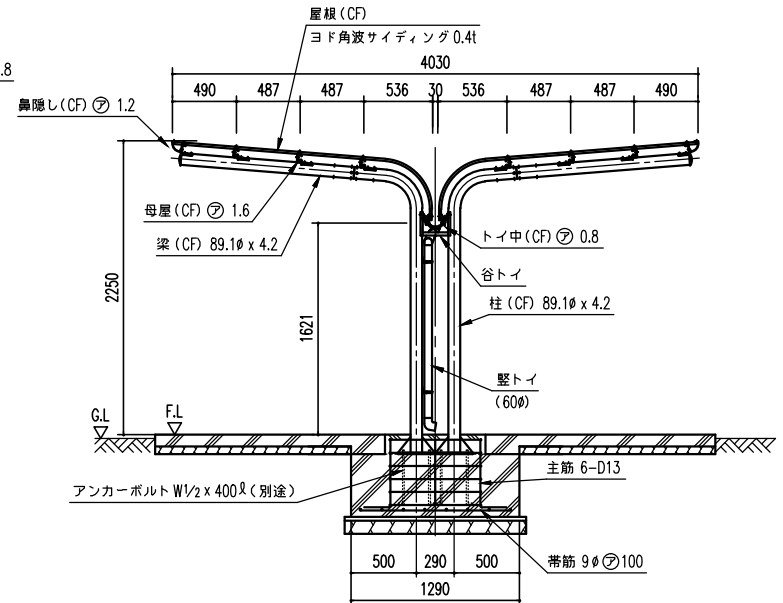 屋根(CF)
ヨド角波サイディング 0.4t
4030
.8
490 487 487 536 30 536 487 487 490
鼻隠し(CF) ㋐ 1.2
母屋(CF) ㋐ 1.6
梁(CF) 89.1φ x 4.2
トイ中(CF) ㋐ 0.8
谷トイ
柱(CF) 89.1φ x 4.2
2250
1621
竪トイ
(60φ)
G.L
F.L
主筋 6-D13
アンカーボルト W1/2 x 400ℓ(別途)
帯筋 9φ㋐100
500 290 500
1290